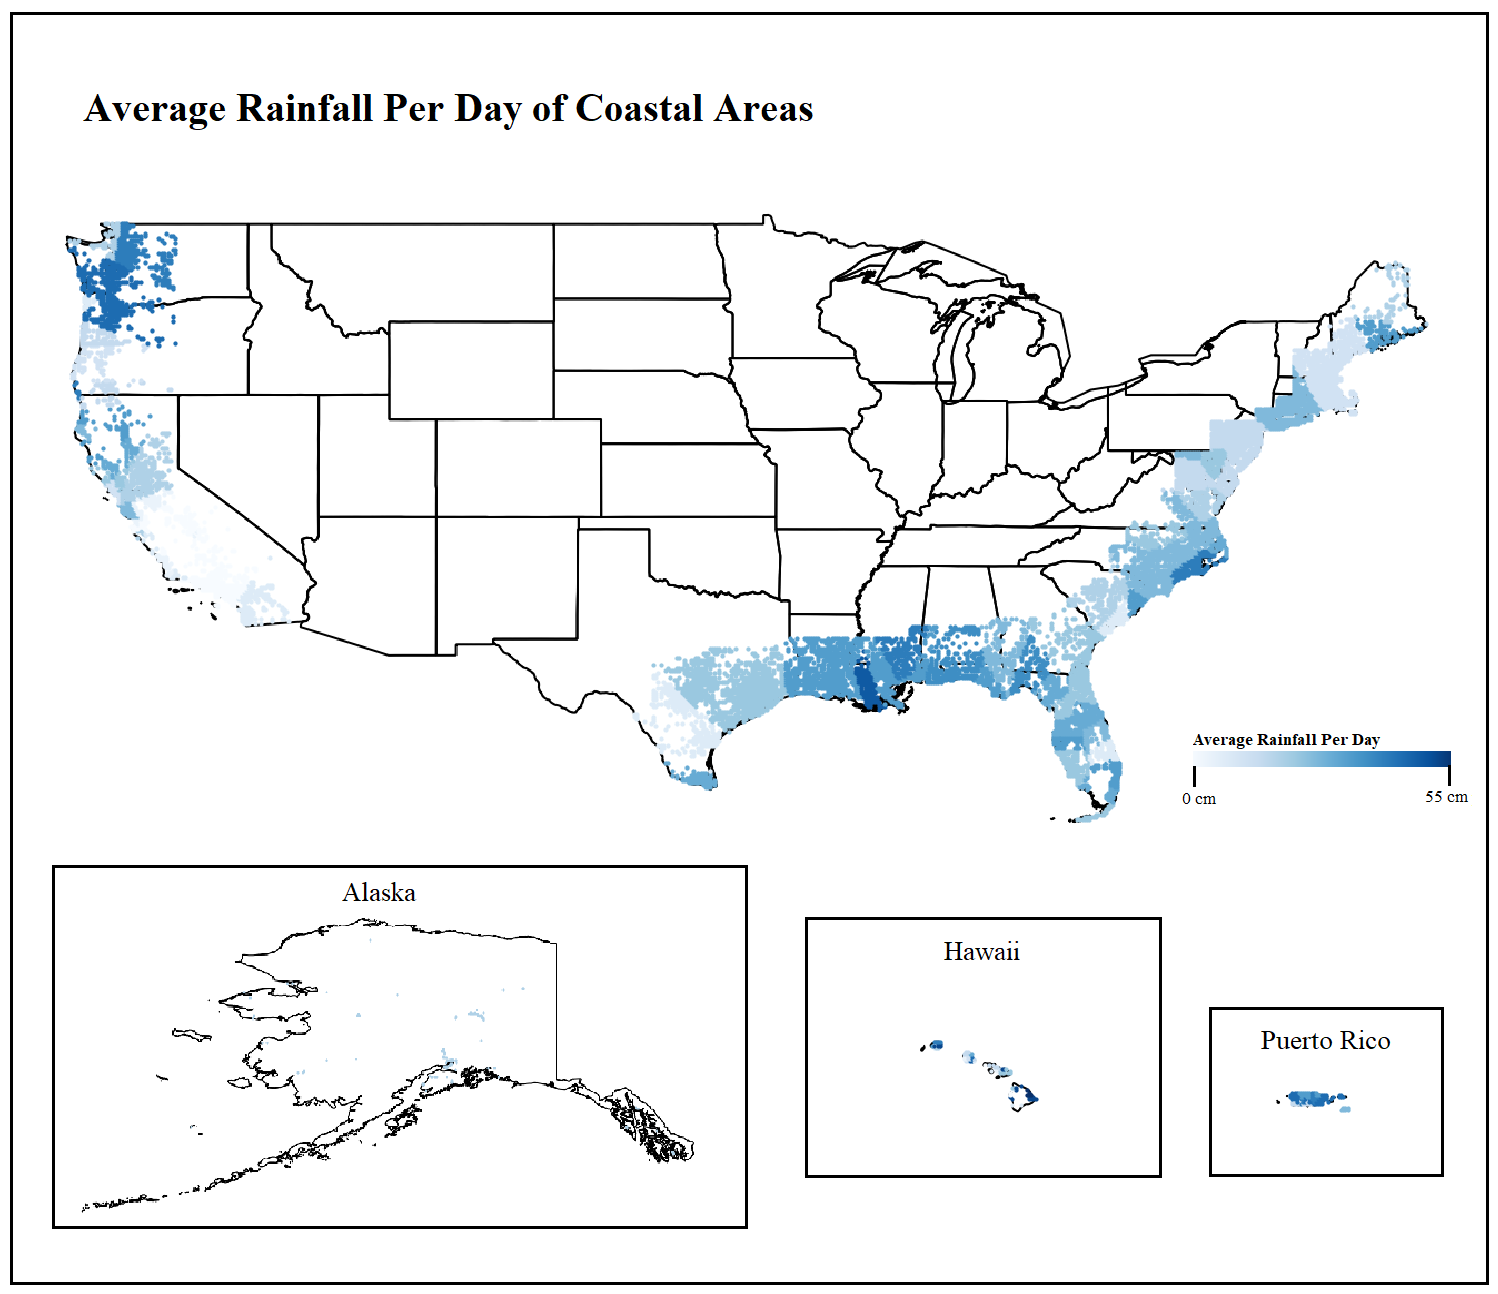 Average Rainfall Per Day of Coastal Areas
Average Rainfall Per Day
0 cm
55 cm
Alaska
Hawaii
Puerto Rico